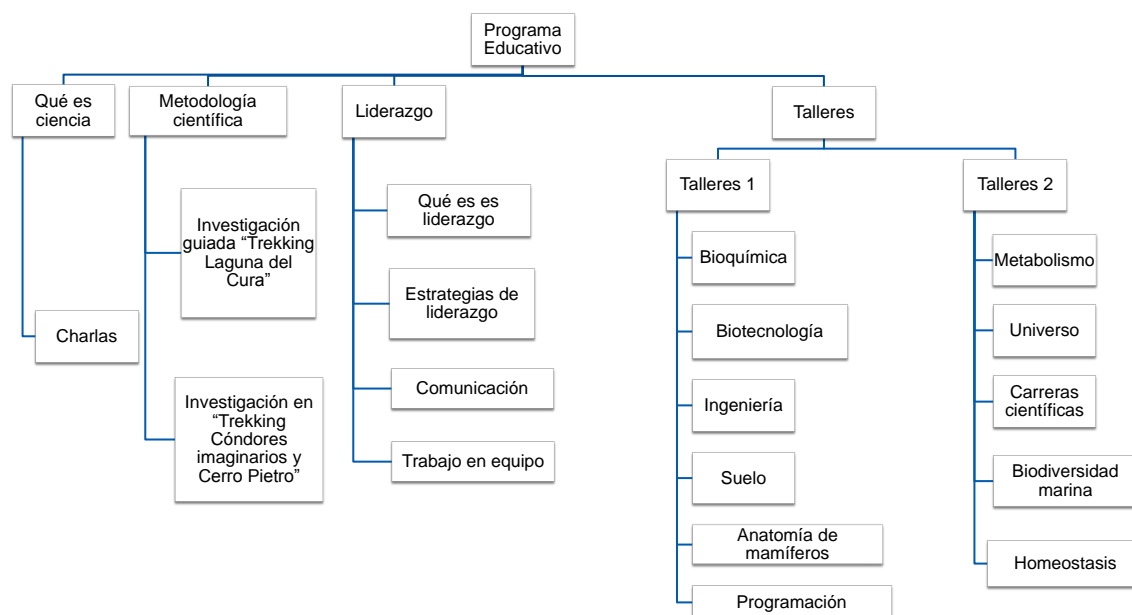 Programa
Educativo
Qué es
ciencia
Metodología
científica
Liderazgo
Talleres
Charlas
Investigación
guiada “Trekking
Laguna del
Cura”
Investigación en
“Trekking
Cóndores
imaginarios y
Cerro Pietro”
Qué es es
liderazgo
Estrategias de
liderazgo
Comunicación
Trabajo en equipo
Talleres 1
Bioquímica
Biotecnología
Ingeniería
Suelo
Anatomía de
mamíferos
Programación
Talleres 2
Metabolismo
Universo
Carreras
científicas
Biodiversidad
marina
Homeostasis